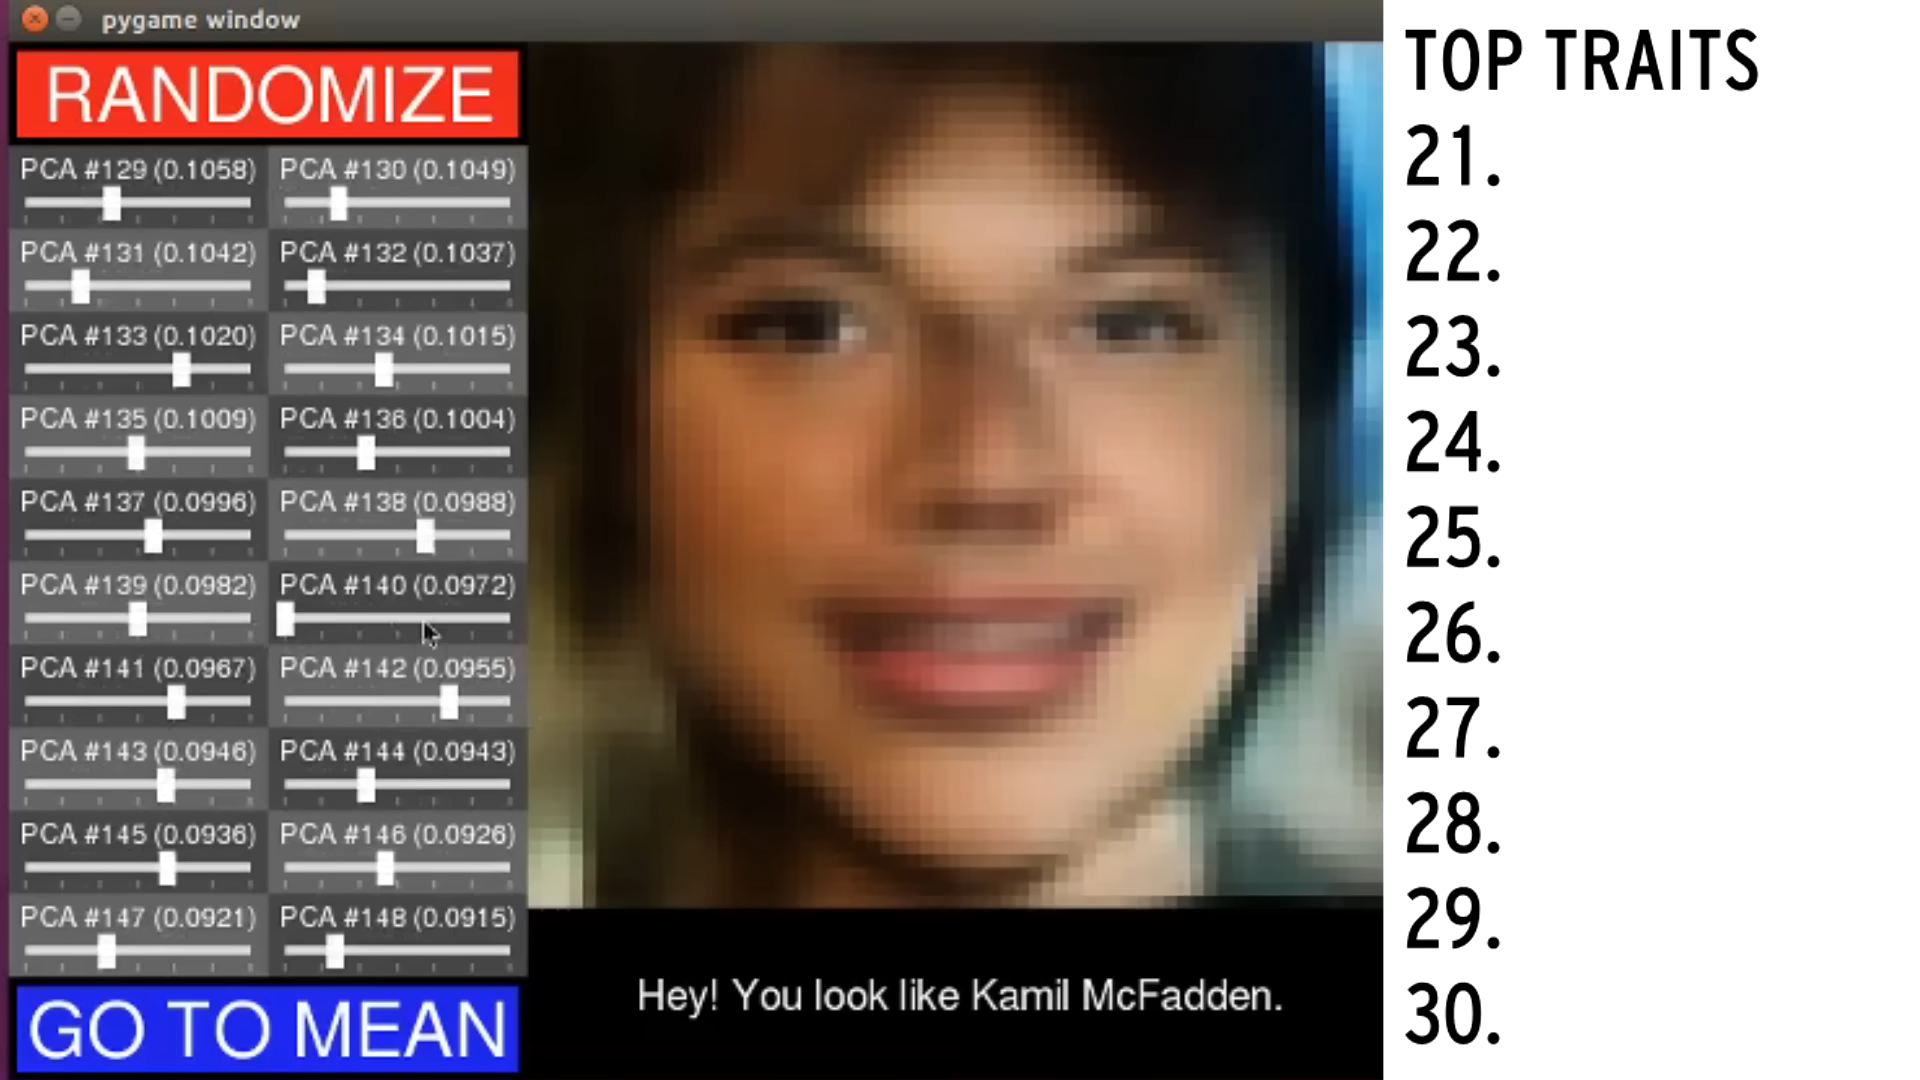 pygame window
RANDOMIZE
PCA #129 (0.1058) PCA #130 (0.1049)
PCA #131 (0.1042) PCA #132 (0.1037)
PCA #133 (0.1020) PCA #134 (0.1015)
PCA #135 (0.1009) PCA #136 (0.1004)
PCA #137 (0.0996) PCA #138 (0.0988)
PCA #139 (0.0982) PCA #140 (0.0972)
PCA #141 (0.0967) PCA #142 (0.0955)
PCA #143 (0.0946) PCA #144 (0.0943)
PCA #145 (0.0936) PCA #146 (0.0926)
PCA #147 (0.0921) PCA #148 (0.0915)
GO TO MEAN
Hey! You look like Kamil McFadden.
TOP TRAITS
21.
22.
23.
24.
25.
26.
27.
28.
29.
30.